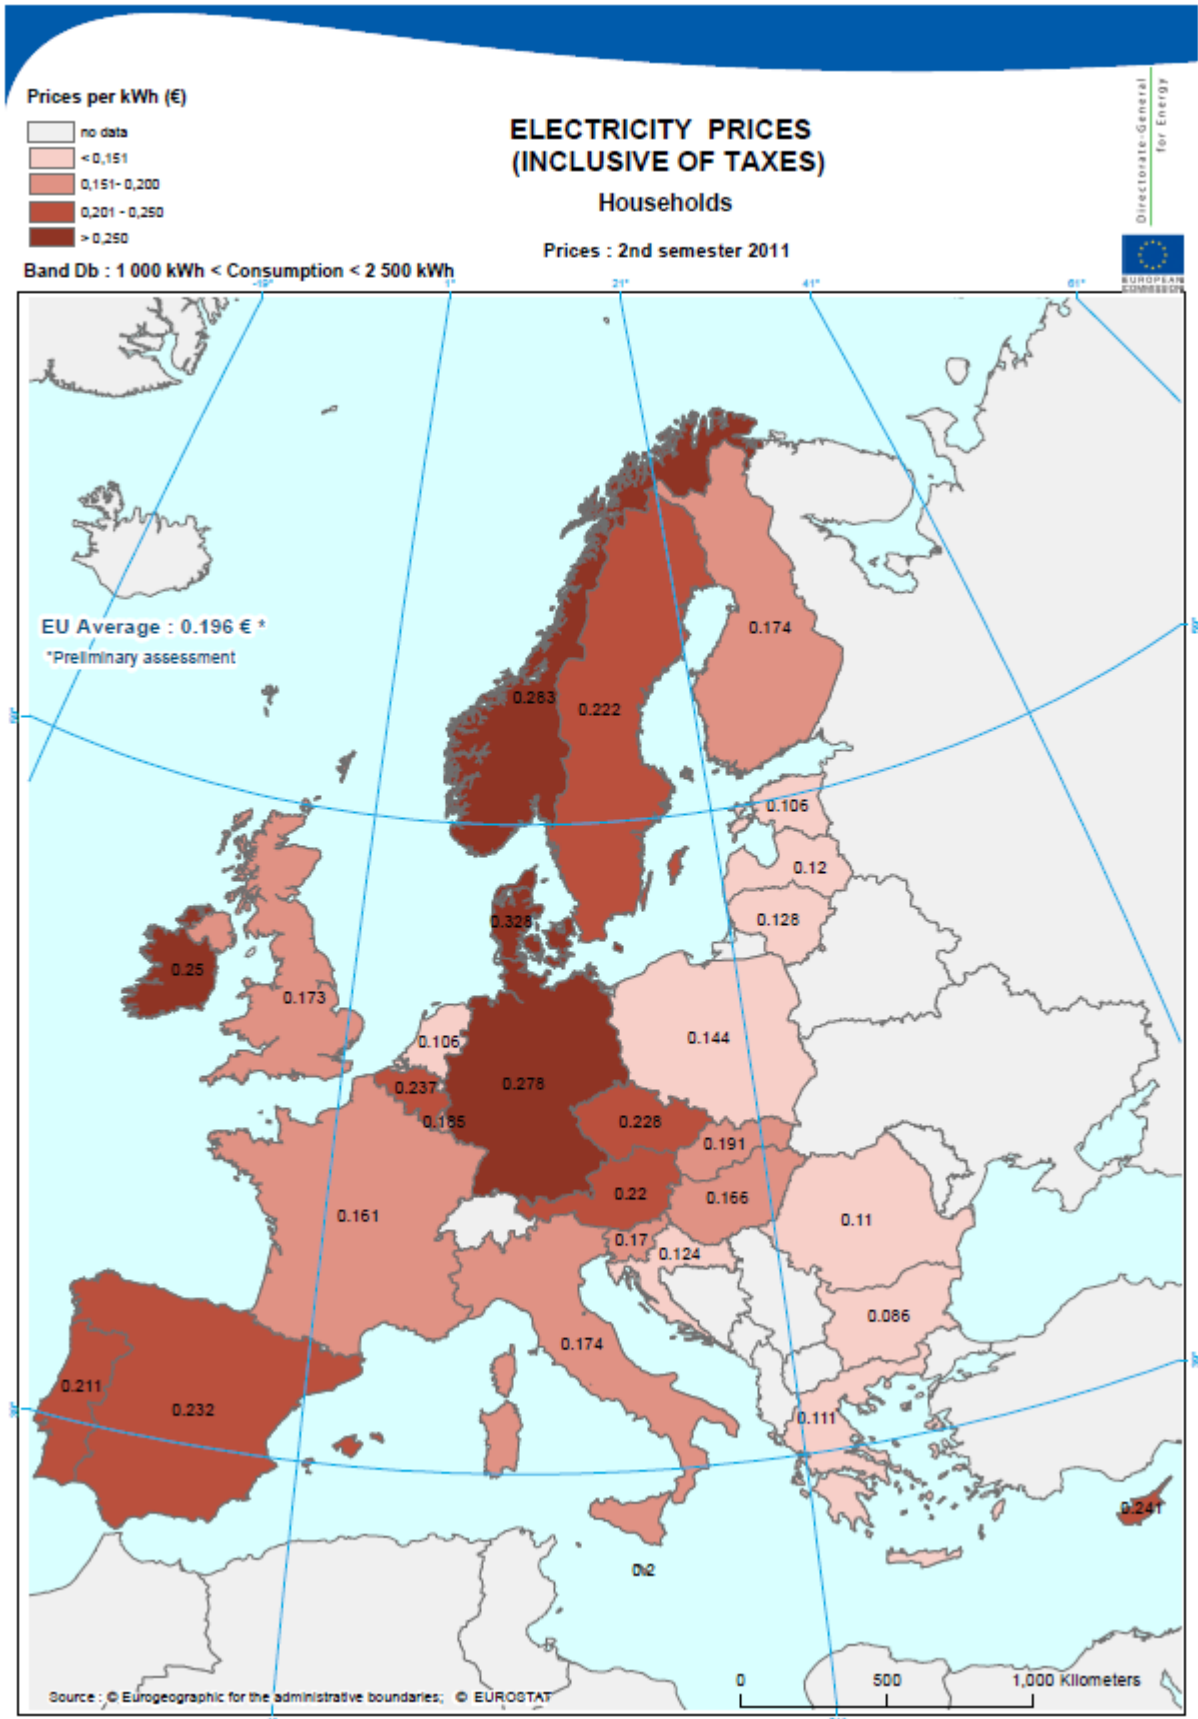 Prices per kWh (€)
no data
< 0,151
0,151- 0,200
0,201 - 0,250
> 0,250
Band Db : 1 000 kWh < Consumption < 2 500 kWh
ELECTRICITY PRICES
(INCLUSIVE OF TAXES)
Households
Prices : 2nd semester 2011
Directorate-General
for Energy
EUROPEAN
COMMISSION
-19° 1° 21° 41° 61°
EU Average : 0.196 € *
*Preliminary assessment
0.174
0.283
0.222
0.106
0.12
0.128
0.328
0.25
0.173
0.106
0.144
0.278
0.237
0.185
0.228
0.191
0.22
0.166
0.161
0.11
0.17
0.124
0.086
0.174
0.211
0.232
0.111
0.241
0 500 1,000 Kilometers
Source : © Eurogeographic for the administrative boundaries; © EUROSTAT